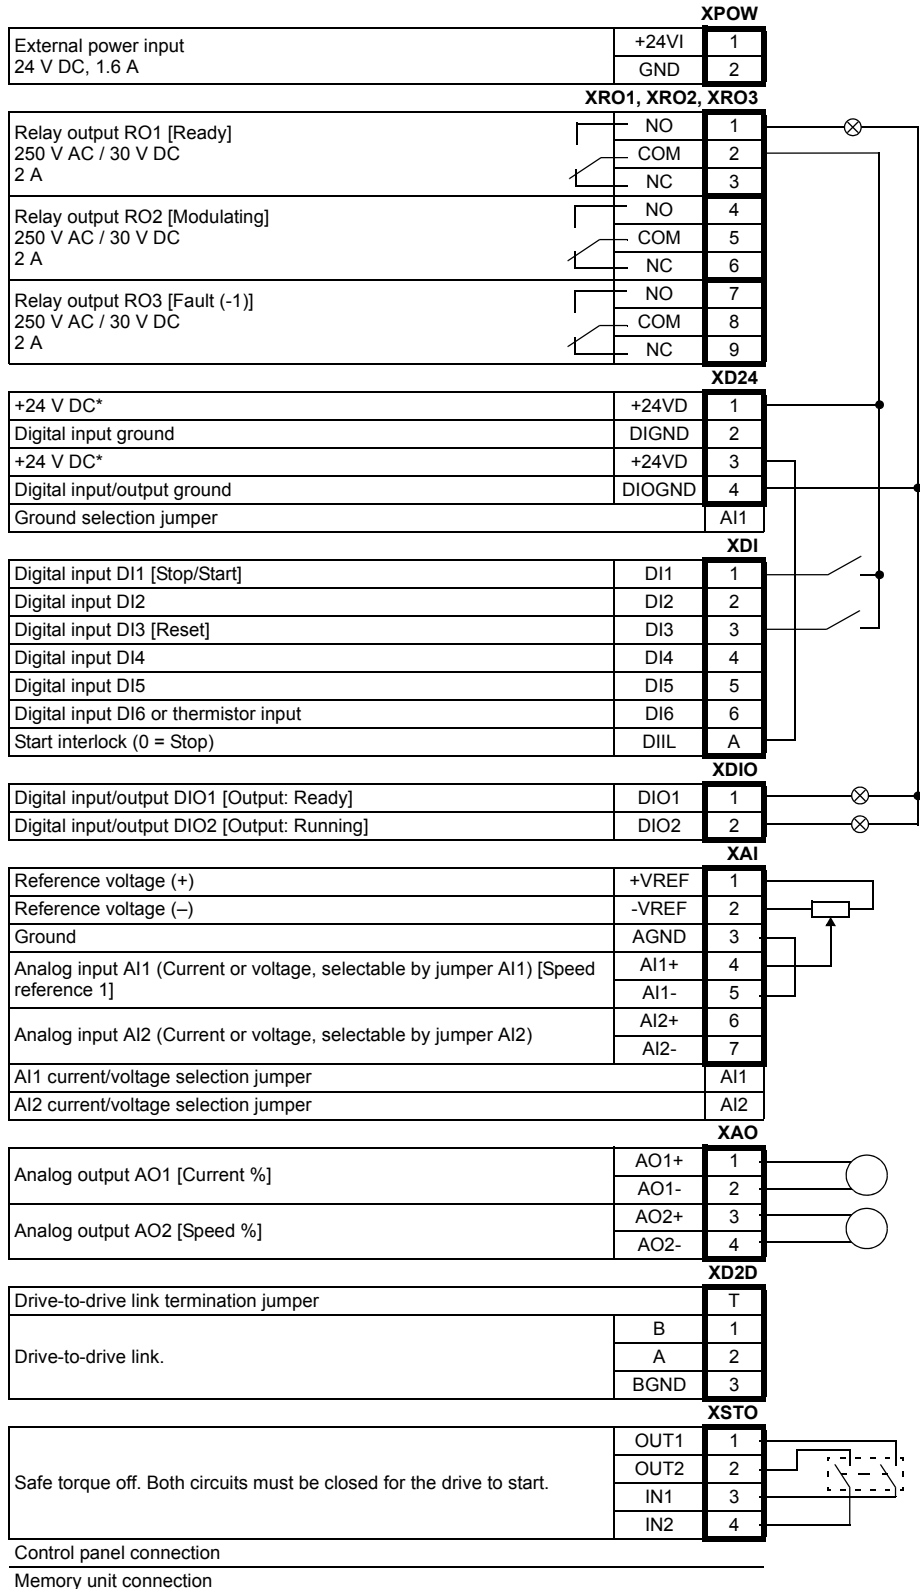 XPOW
External power input
24 V DC, 1.6 A
+24VI 1
GND 2
XRO1, XRO2, XRO3
Relay output RO1 [Ready]
250 V AC / 30 V DC
2 A
NO 1
COM 2
NC 3
Relay output RO2 [Modulating]
250 V AC / 30 V DC
2 A
NO 4
COM 5
NC 6
Relay output RO3 [Fault (-1)]
250 V AC / 30 V DC
2 A
NO 7
COM 8
NC 9
XD24
+24 V DC* +24VD 1
Digital input ground DIGND 2
+24 V DC* +24VD 3
Digital input/output ground DIOGND 4
Ground selection jumper AI1
XDI
Digital input DI1 [Stop/Start] DI1 1
Digital input DI2 DI2 2
Digital input DI3 [Reset] DI3 3
Digital input DI4 DI4 4
Digital input DI5 DI5 5
Digital input DI6 or thermistor input DI6 6
Start interlock (0 = Stop) DIIL A
XDIO
Digital input/output DIO1 [Output: Ready] DIO1 1
Digital input/output DIO2 [Output: Running] DIO2 2
XAI
Reference voltage (+) +VREF 1
Reference voltage (–) -VREF 2
Ground AGND 3
Analog input AI1 (Current or voltage, selectable by jumper AI1) [Speed
reference 1]
AI1+ 4
AI1- 5
Analog input AI2 (Current or voltage, selectable by jumper AI2)
AI2+ 6
AI2- 7
AI1 current/voltage selection jumper AI1
AI2 current/voltage selection jumper AI2
XAO
Analog output AO1 [Current %]
AO1+ 1
AO1- 2
Analog output AO2 [Speed %]
AO2+ 3
AO2- 4
XD2D
Drive-to-drive link termination jumper T
Drive-to-drive link.
B 1
A 2
BGND 3
XSTO
Safe torque off. Both circuits must be closed for the drive to start.
OUT1 1
OUT2 2
IN1 3
IN2 4
Control panel connection
Memory unit connection